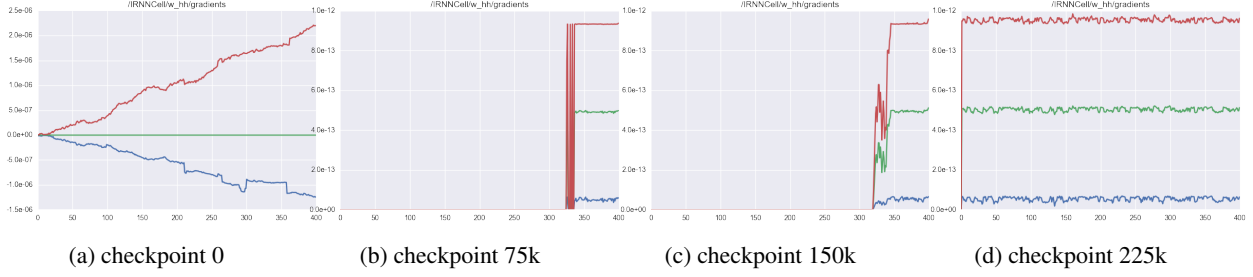 /IRNNCell/w_hh/gradients
2.5e-06
2.0e-06
1.5e-06
1.0e-06
5.0e-07
0.0e+00
-5.0e-07
-1.0e-06
-1.5e-06
0 50 100 150 200 250 300 350 400
(a) checkpoint 0
/IRNNCell/w_hh/gradients
1.0e-12
8.0e-13
6.0e-13
4.0e-13
2.0e-13
0.0e+00
0 50 100 150 200 250 300 350 400
(b) checkpoint 75k
/IRNNCell/w_hh/gradients
1.0e-12
8.0e-13
6.0e-13
4.0e-13
2.0e-13
0.0e+00
0 50 100 150 200 250 300 350 400
(c) checkpoint 150k
/IRNNCell/w_hh/gradients
1.0e-12
8.0e-13
6.0e-13
4.0e-13
2.0e-13
0.0e+00
0 50 100 150 200 250 300 350 400
(d) checkpoint 225k